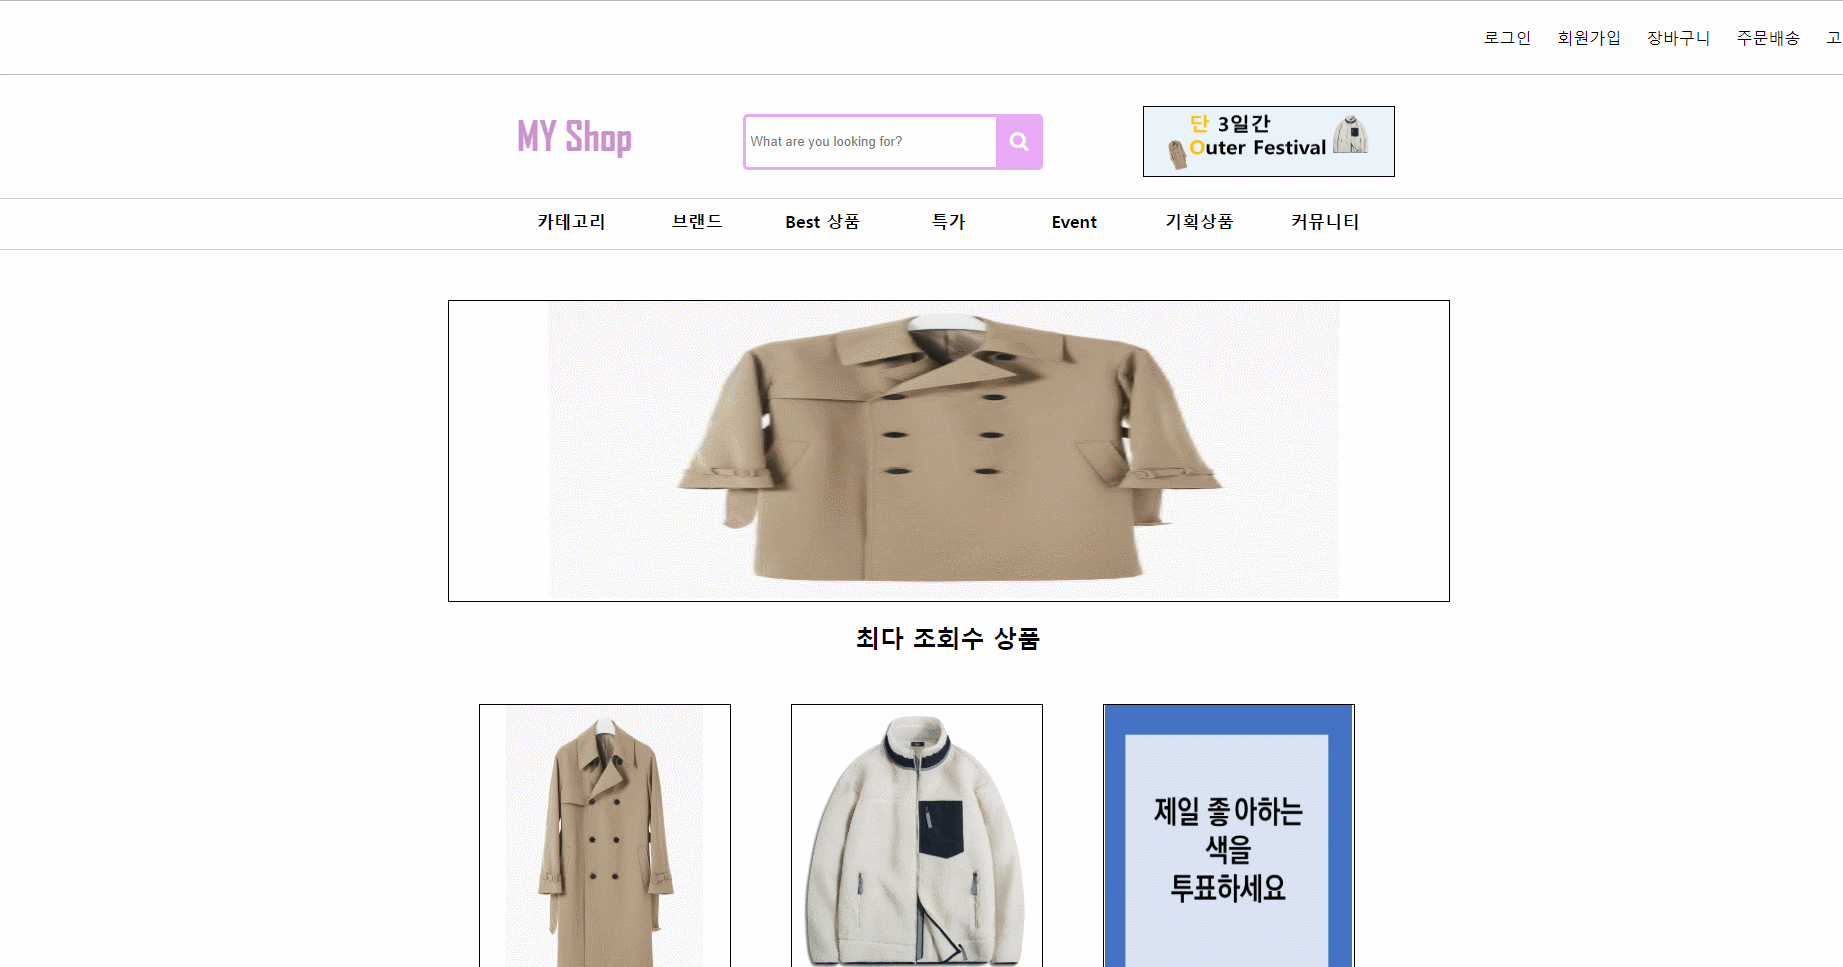 로그인 회원가입 장바구니 주문배송 고
MY Shop
What are you looking for?
단 3일간
Outer Festival
카테고리 브랜드 Best 상품 특가 Event 기획상품 커뮤니티
최다 조회수 상품
제일 좋아하는
색을
투표하세요